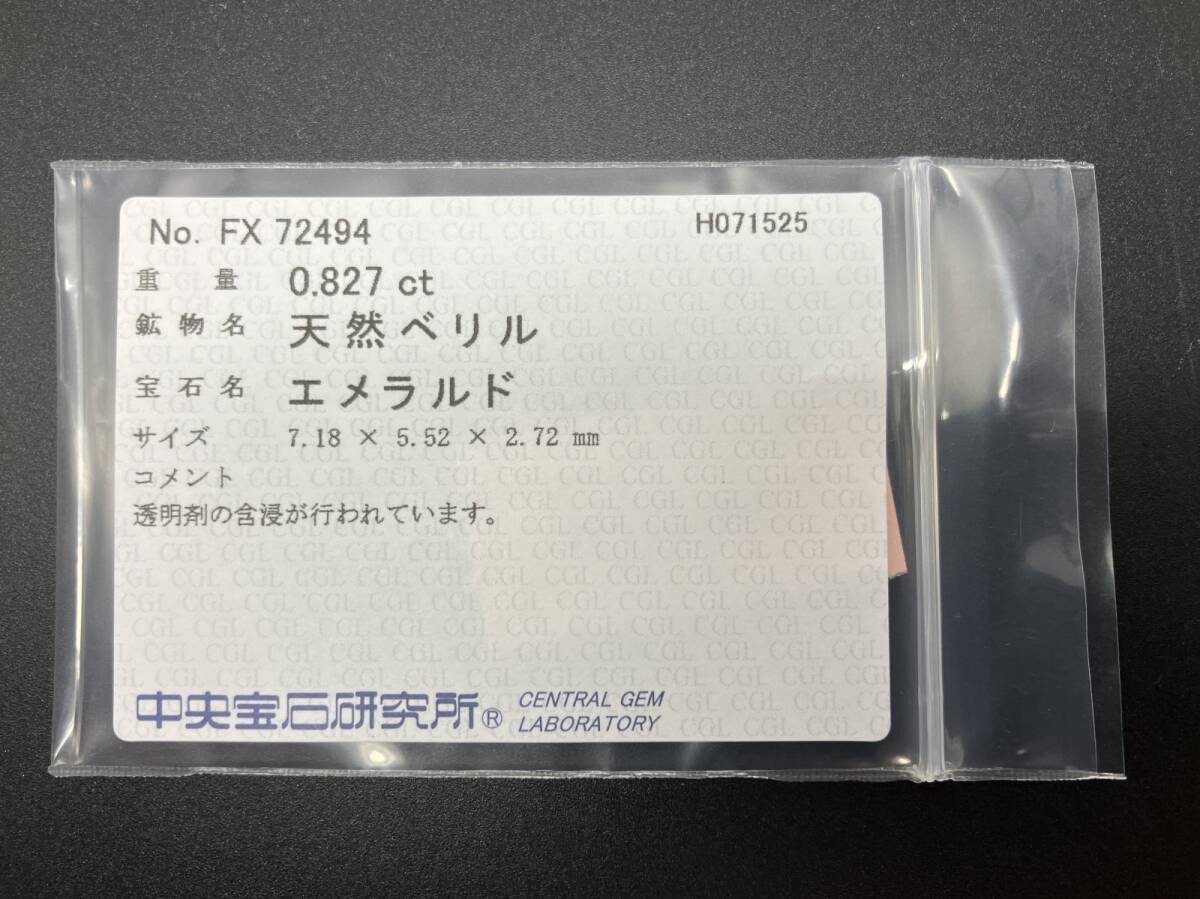 No. FX 72494
H071525
重量 0.827 ct
鉱物名 天然ベリル
宝石名 エメラルド
サイズ 7.18 × 5.52 × 2.72 mm
コメント
透明剤の含浸が行われています。
中央宝石研究所® CENTRAL GEM
LABORATORY